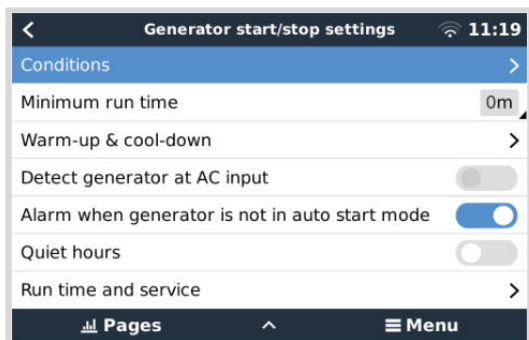 Generator start/stop settings 11:19
Conditions
Minimum run time 0m
Warm-up & cool-down
Detect generator at AC input
Alarm when generator is not in auto start mode
Quiet hours
Run time and service
Pages Menu